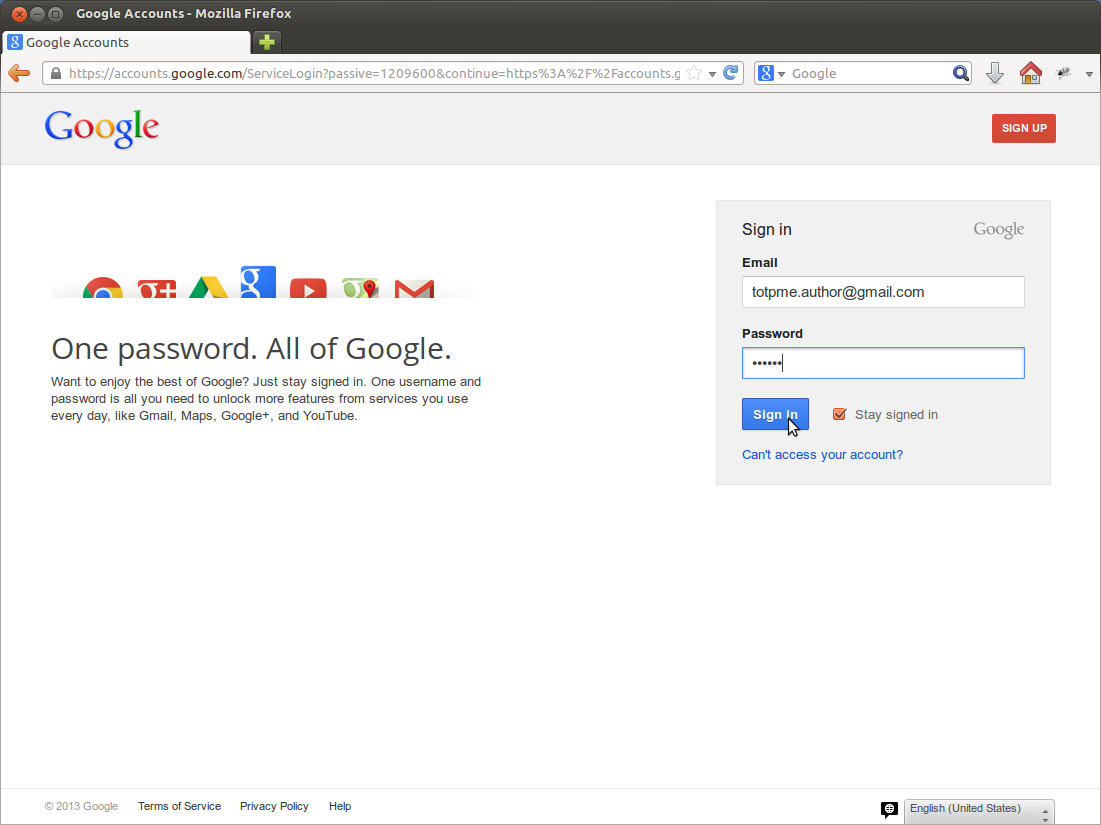 Google Accounts - Mozilla Firefox
Google Accounts
https://accounts.google.com/ServiceLogin?passive=1209600&continue=https%3A%2F%2Faccounts.g
Google
Google
SIGN UP
Sign in
Google
Email
totpme.author@gmail.com
Password
••••••
Sign in
Stay signed in
Can't access your account?
One password. All of Google.
Want to enjoy the best of Google? Just stay signed in. One username and
password is all you need to unlock more features from services you use
every day, like Gmail, Maps, Google+, and YouTube.
© 2013 Google
Terms of Service
Privacy Policy
Help
English (United States)